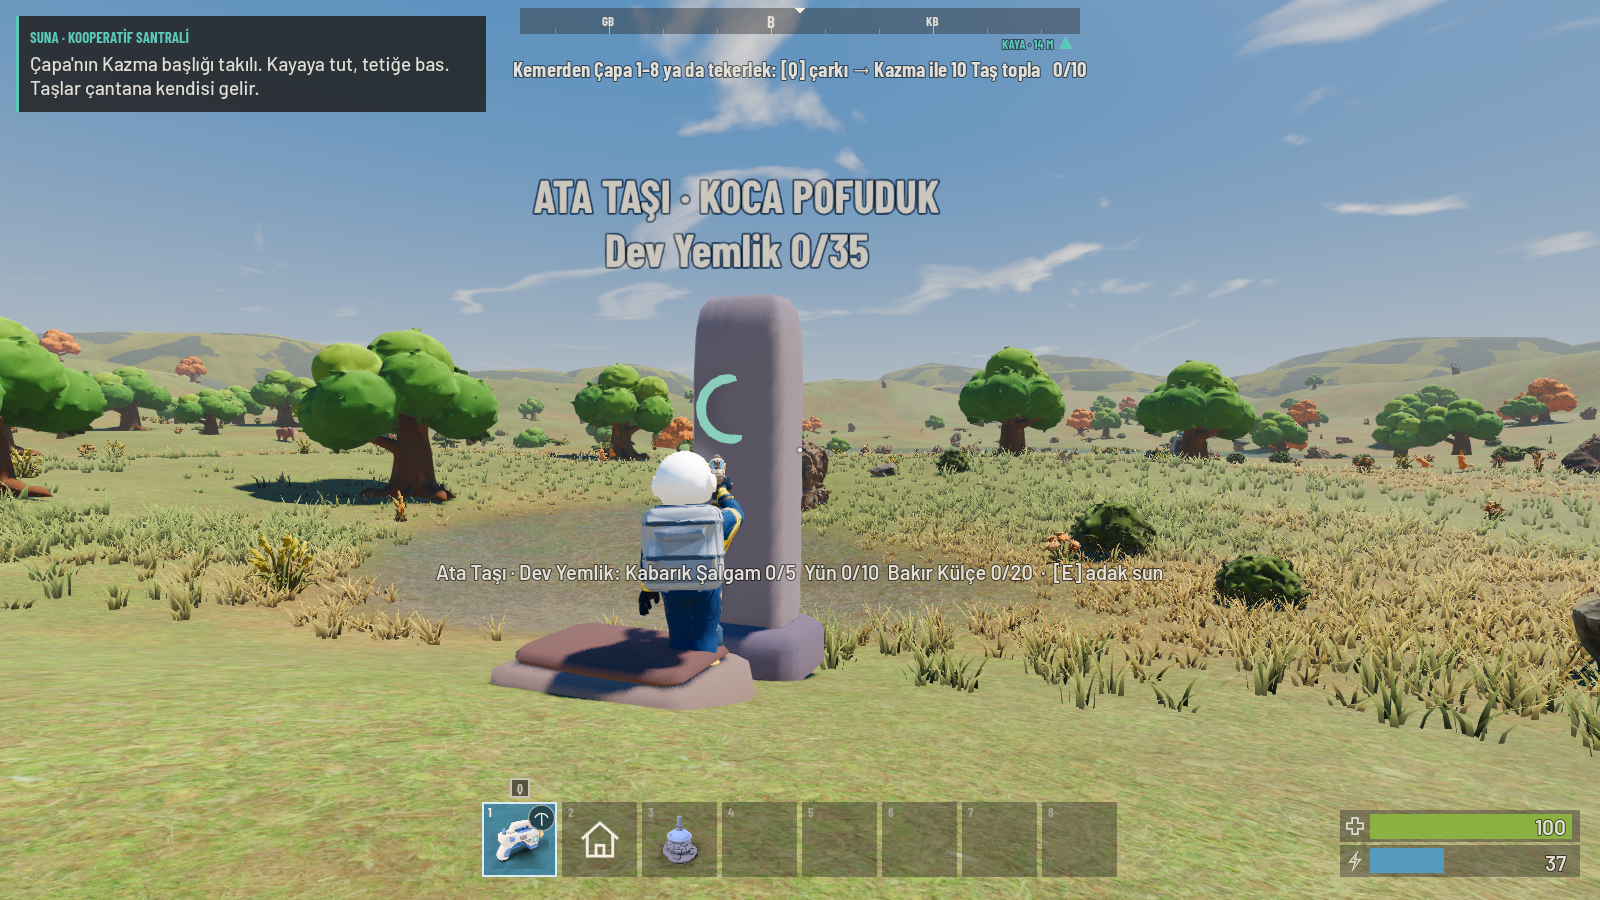 SUNA · KOOPERATİF SANTRALİ
Çapa'nın Kazma başlığı takılı. Kayaya tut, tetiğe bas.
Taşlar çantana kendisi gelir.
GB B KB
KAYA · 14 M
Kemerden Çapa 1-8 ya da tekerlek: [Q] çarkı → Kazma ile 10 Taş topla 0/10
ATA TAŞI · KOCA POFUDUK
Dev Yemlik 0/35
Ata Taşı · Dev Yemlik: Kabarık Şalgam 0/5 Yün 0/10 Bakır Külçe 0/20 · [E] adak sun
Q
1 2 3 4 5 6 7 8
100
37